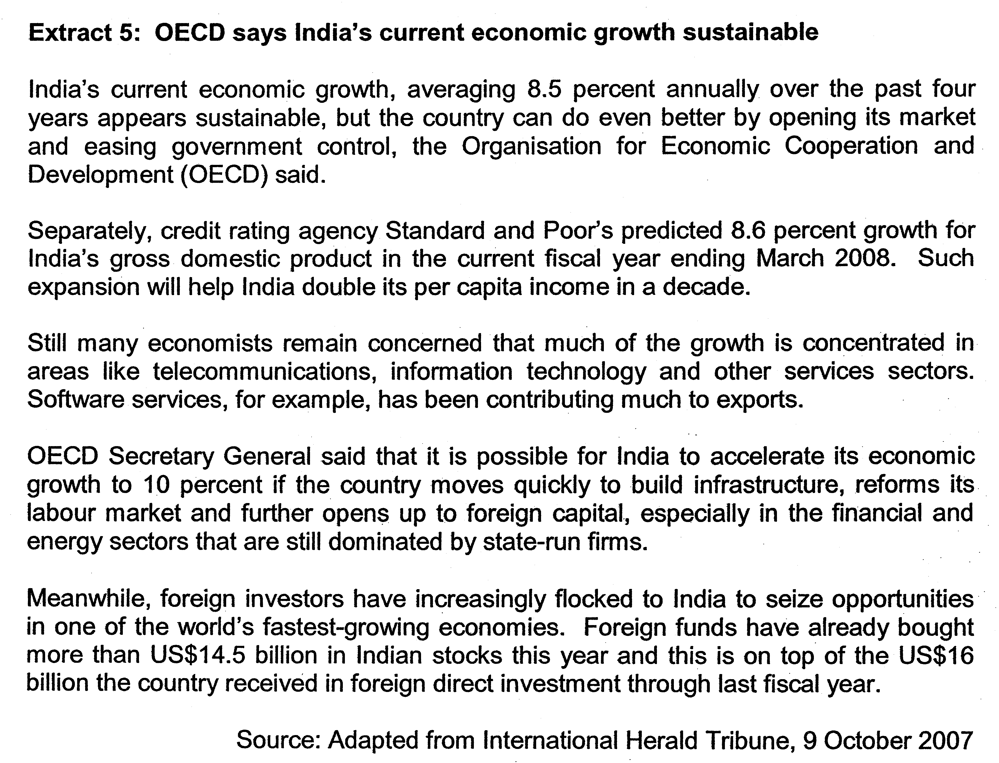 Extract 5: OECD says India's current economic growth sustainable
India's current economic growth, averaging 8.5 percent annually over the past four
years appears sustainable, but the country can do even better by opening its market
and easing government control, the Organisation for Economic Cooperation and
Development (OECD) said.
Separately, credit rating agency Standard and Poor's predicted 8.6 percent growth for
India's gross domestic product in the current fiscal year ending March 2008. Such
expansion will help India double its per capita income in a decade.
Still many economists remain concerned that much of the growth is concentrated in
areas like telecommunications, information technology and other services sectors.
Software services, for example, has been contributing much to exports.
OECD Secretary General said that it is possible for India to accelerate its economic
growth to 10 percent if the country moves quickly to build infrastructure, reforms its
labour market and further opens up to foreign capital, especially in the financial and
energy sectors that are still dominated by state-run firms.
Meanwhile, foreign investors have increasingly flocked to India to seize opportunities
in one of the world's fastest-growing economies. Foreign funds have already bought
more than US$14.5 billion in Indian stocks this year and this is on top of the US$16
billion the country received in foreign direct investment through last fiscal year.
Source: Adapted from International Herald Tribune, 9 October 2007